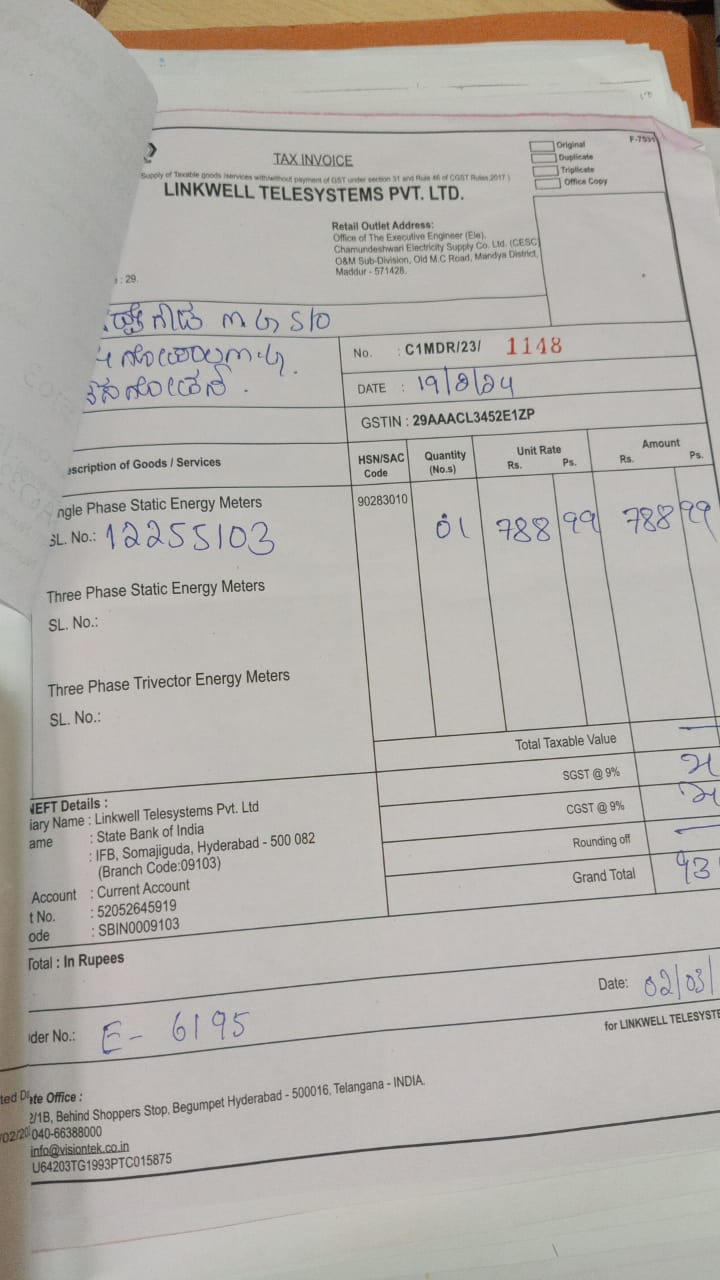 F-7531
Original
Duplicate
Triplicate
Office Copy
TAX INVOICE
Supply of Taxable goods /services with/without payment of GST under section 31 and Rule 46 of CGST Rules 2017 )
LINKWELL TELESYSTEMS PVT. LTD.
Retail Outlet Address:
Office of The Executive Engineer (Ele),
Chamundeshwari Electricity Supply Co. Ltd. (CESC)
O&M Sub-Division, Old M.C Road, Mandya District,
Maddur - 571428.
: 29.
S/O
No. : C1MDR/23/ 1148
DATE : 19/8/24
GSTIN : 29AAACL3452E1ZP
escription of Goods / Services HSN/SAC Code Quantity (No.s) Unit Rate Rs. Ps. Amount Rs. Ps.
ngle Phase Static Energy Meters 90283010
SL. No.: 12255103 01 788 99 788 99
Three Phase Static Energy Meters
SL. No.:
Three Phase Trivector Energy Meters
SL. No.:
Total Taxable Value —
SGST @ 9%
CGST @ 9%
Rounding off —
Grand Total 93
NEFT Details :
iary Name : Linkwell Telesystems Pvt. Ltd
ame : State Bank of India
: IFB, Somajiguda, Hyderabad - 500 082
(Branch Code:09103)
Account : Current Account
t No. : 52052645919
ode : SBIN0009103
Total : In Rupees
der No.: E- 6195 Date: 02/03/
for LINKWELL TELESYSTE
ted D
ate Office :
2/1B, Behind Shoppers Stop, Begumpet Hyderabad - 500016, Telangana - INDIA.
/02/20 040-66388000
info@visiontek.co.in
U64203TG1993PTC015875